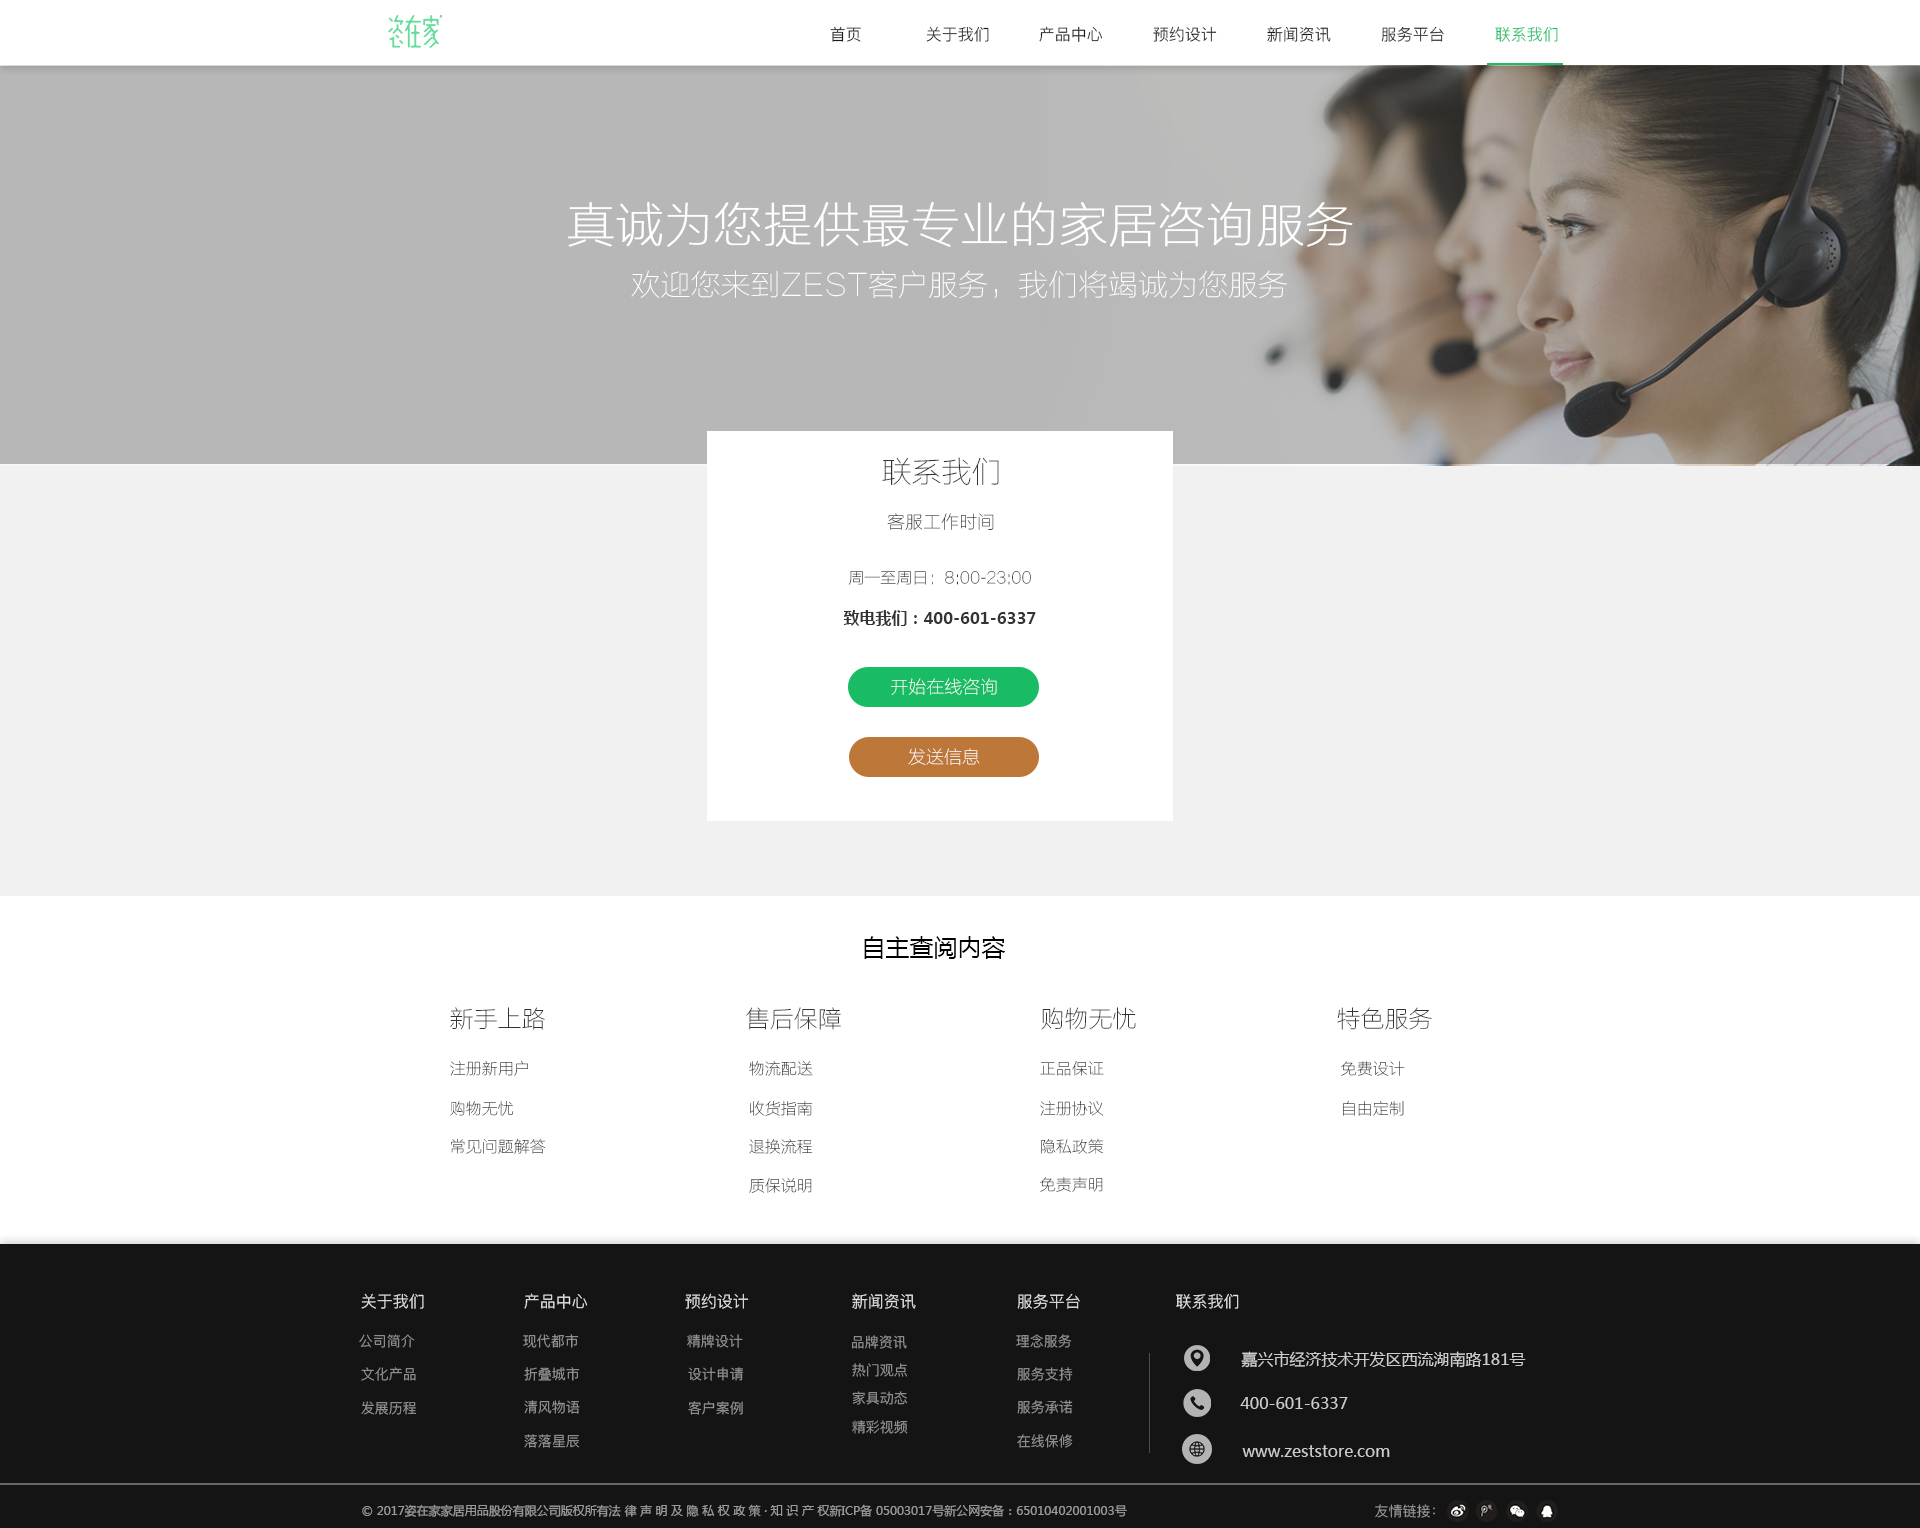 姿在家
首页 关于我们 产品中心 预约设计 新闻资讯 服务平台 联系我们
真诚为您提供最专业的家居咨询服务
欢迎您来到ZEST客户服务，我们将竭诚为您服务
联系我们
客服工作时间
周一至周日：8:00-23:00
致电我们：400-601-6337
开始在线咨询
发送信息
自主查阅内容
新手上路 售后保障 购物无忧 特色服务
注册新用户 物流配送 正品保证 免费设计
购物无忧 收货指南 注册协议 自由定制
常见问题解答 退换流程 隐私政策
质保说明 免责声明
关于我们 产品中心 预约设计 新闻资讯 服务平台 联系我们
公司简介 现代都市 精牌设计 品牌资讯 理念服务
嘉兴市经济技术开发区西流湖南路181号
文化产品 折叠城市 设计申请 热门观点 服务支持
400-601-6337
发展历程 清风物语 客户案例 家具动态 服务承诺
落落星辰 精彩视频 在线保修
www.zeststore.com
© 2017姿在家家居用品股份有限公司版权所有法 律 声 明 及 隐 私 权 政 策 · 知 识 产 权新ICP备 05003017号新公网安备：65010402001003号 友情链接：